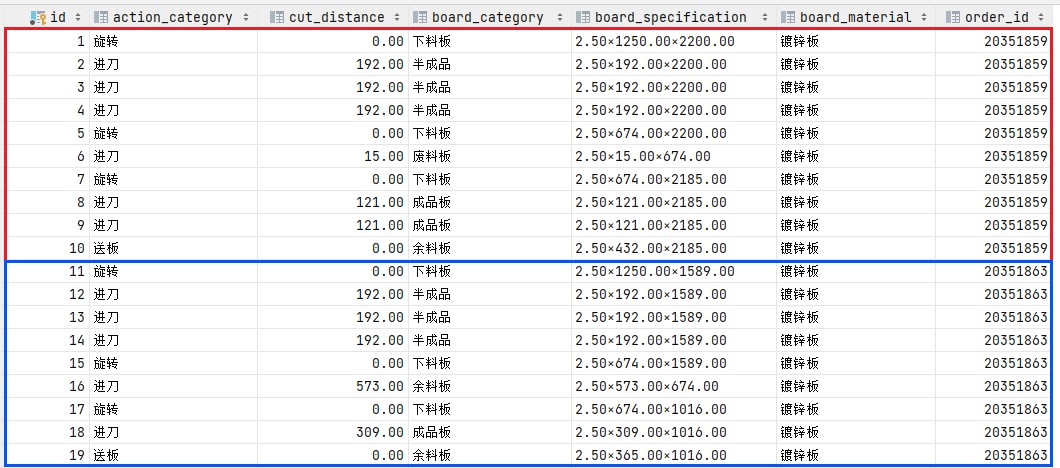 id action_category cut_distance board_category board_specification board_material order_id
1 旋转 0.00 下料板 2.50×1250.00×2200.00 镀锌板 20351859
2 进刀 192.00 半成品 2.50×192.00×2200.00 镀锌板 20351859
3 进刀 192.00 半成品 2.50×192.00×2200.00 镀锌板 20351859
4 进刀 192.00 半成品 2.50×192.00×2200.00 镀锌板 20351859
5 旋转 0.00 下料板 2.50×674.00×2200.00 镀锌板 20351859
6 进刀 15.00 废料板 2.50×15.00×674.00 镀锌板 20351859
7 旋转 0.00 下料板 2.50×674.00×2185.00 镀锌板 20351859
8 进刀 121.00 成品板 2.50×121.00×2185.00 镀锌板 20351859
9 进刀 121.00 成品板 2.50×121.00×2185.00 镀锌板 20351859
10 送板 0.00 余料板 2.50×432.00×2185.00 镀锌板 20351859
11 旋转 0.00 下料板 2.50×1250.00×1589.00 镀锌板 20351863
12 进刀 192.00 半成品 2.50×192.00×1589.00 镀锌板 20351863
13 进刀 192.00 半成品 2.50×192.00×1589.00 镀锌板 20351863
14 进刀 192.00 半成品 2.50×192.00×1589.00 镀锌板 20351863
15 旋转 0.00 下料板 2.50×674.00×1589.00 镀锌板 20351863
16 进刀 573.00 余料板 2.50×573.00×674.00 镀锌板 20351863
17 旋转 0.00 下料板 2.50×674.00×1016.00 镀锌板 20351863
18 进刀 309.00 成品板 2.50×309.00×1016.00 镀锌板 20351863
19 送板 0.00 余料板 2.50×365.00×1016.00 镀锌板 20351863